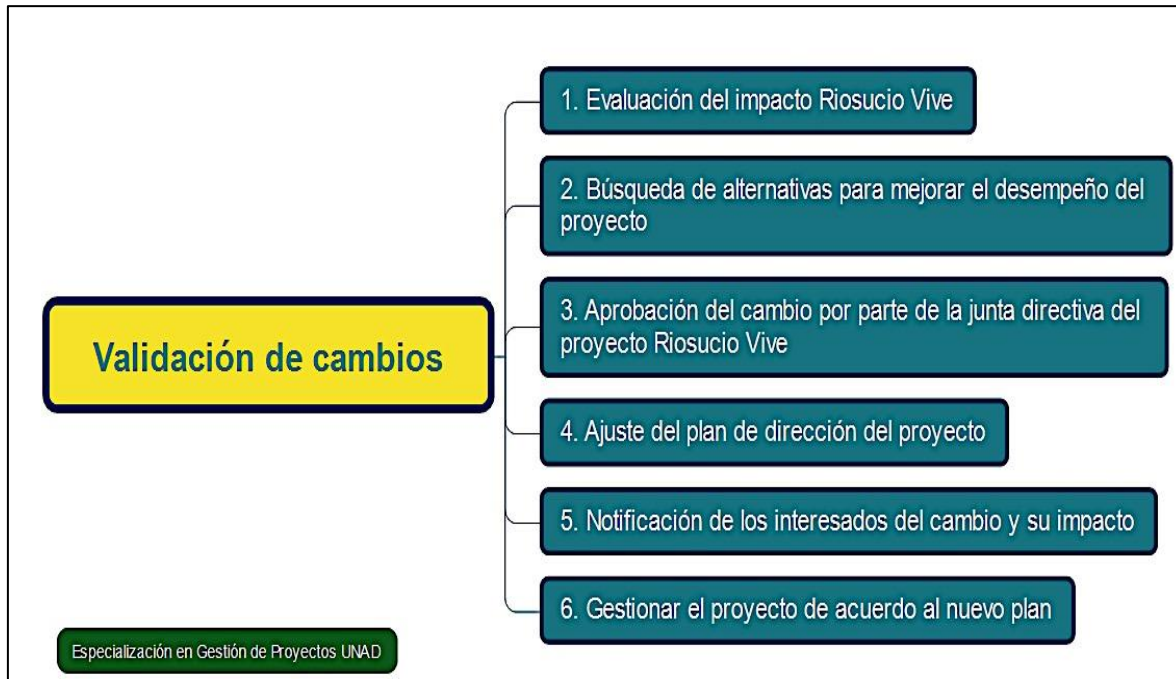 Validación de cambios
1. Evaluación del impacto Riosucio Vive
2. Búsqueda de alternativas para mejorar el desempeño del
proyecto
3. Aprobación del cambio por parte de la junta directiva del
proyecto Riosucio Vive
4. Ajuste del plan de dirección del proyecto
5. Notificación de los interesados del cambio y su impacto
6. Gestionar el proyecto de acuerdo al nuevo plan
Especialización en Gestión de Proyectos UNAD